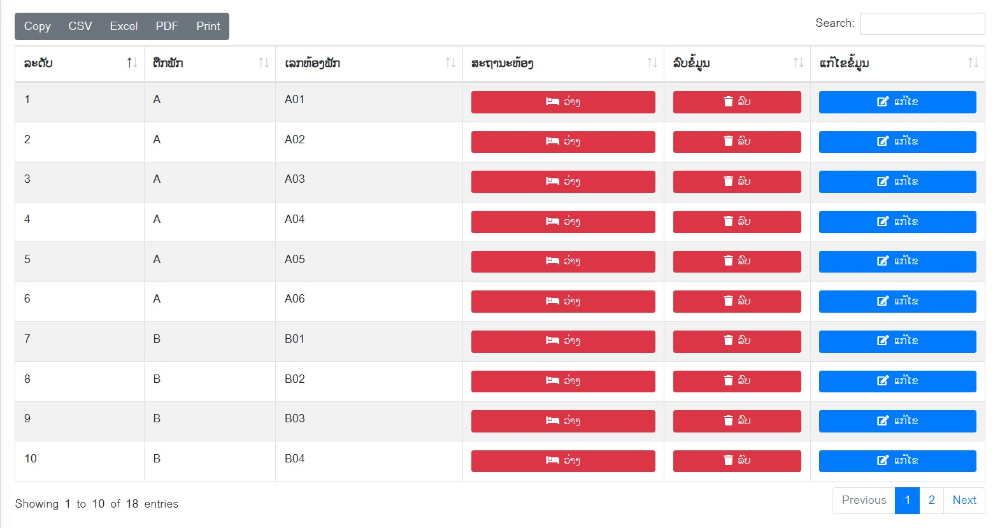 Copy CSV Excel PDF Print Search:
ລະດັບ ຕຶກພັກ ເລກຫ້ອງພັກ ສະຖານະຫ້ອງ ລົບຂໍ້ມູນ ແກ້ໄຂຂໍ້ມູນ
1 A A01 ວ່າງ ລົບ ແກ້ໄຂ
2 A A02 ວ່າງ ລົບ ແກ້ໄຂ
3 A A03 ວ່າງ ລົບ ແກ້ໄຂ
4 A A04 ວ່າງ ລົບ ແກ້ໄຂ
5 A A05 ວ່າງ ລົບ ແກ້ໄຂ
6 A A06 ວ່າງ ລົບ ແກ້ໄຂ
7 B B01 ວ່າງ ລົບ ແກ້ໄຂ
8 B B02 ວ່າງ ລົບ ແກ້ໄຂ
9 B B03 ວ່າງ ລົບ ແກ້ໄຂ
10 B B04 ວ່າງ ລົບ ແກ້ໄຂ
Showing 1 to 10 of 18 entries Previous 1 2 Next